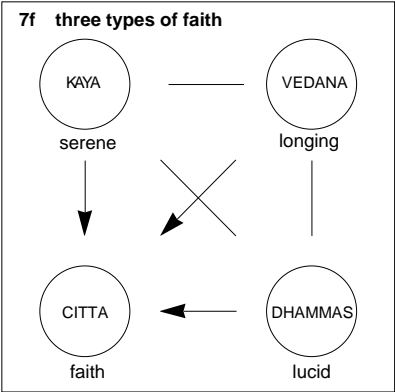 7f three types of faith
KAYA
VEDANA
serene
longing
CITTA
DHAMMAS
faith
lucid